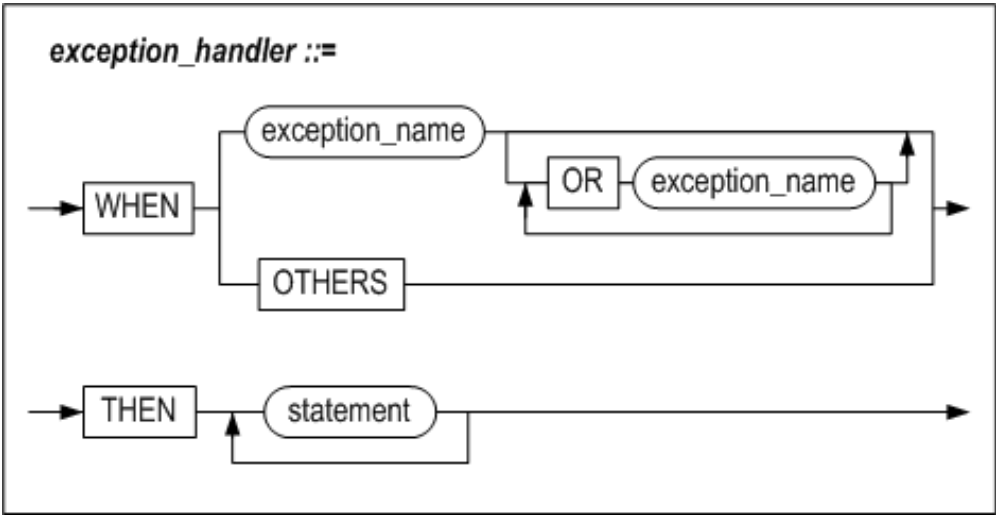 exception_handler ::=
exception_name
WHEN
OR exception_name
OTHERS
THEN statement